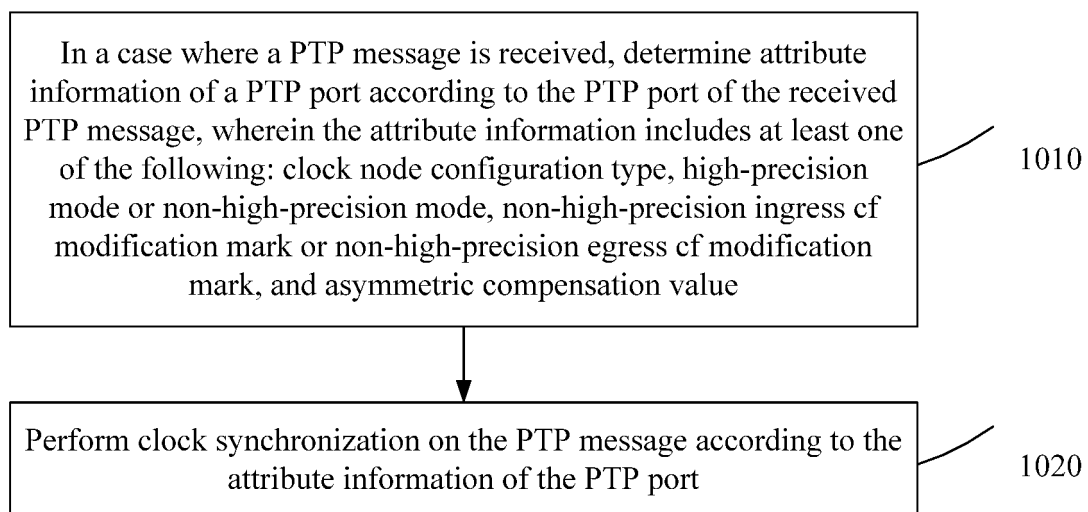 In a case where a PTP message is received, determine attribute
information of a PTP port according to the PTP port of the received
PTP message, wherein the attribute information includes at least one
of the following: clock node configuration type, high-precision
mode or non-high-precision mode, non-high-precision ingress cf
modification mark or non-high-precision egress cf modification
mark, and asymmetric compensation value
1010
Perform clock synchronization on the PTP message according to the
attribute information of the PTP port
1020